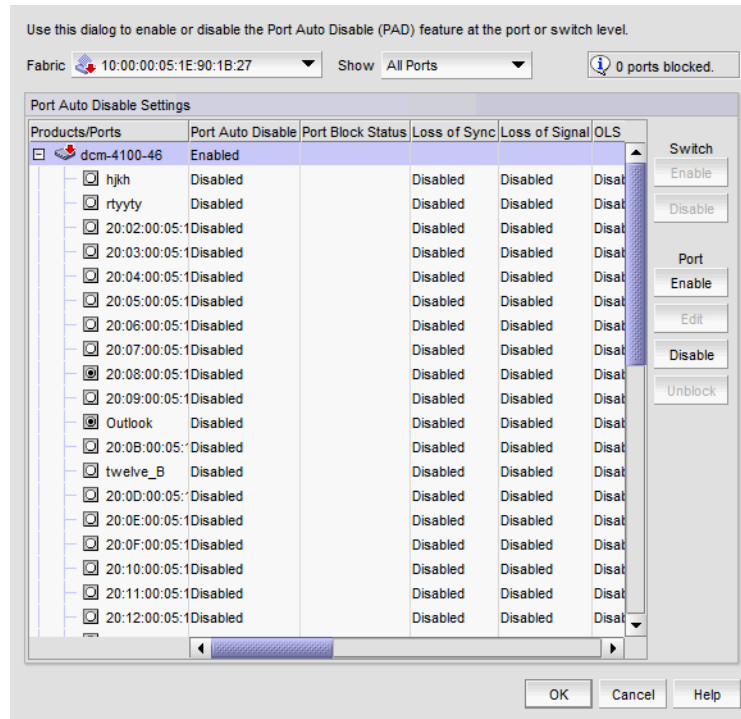 Use this dialog to enable or disable the Port Auto Disable (PAD) feature at the port or switch level.
Fabric 10:00:00:05:1E:90:1B:27 Show All Ports 0 ports blocked.
Port Auto Disable Settings
Products/Ports Port Auto Disable Port Block Status Loss of Sync Loss of Signal OLS
dcm-4100-46 Enabled
hjkh Disabled Disabled Disabled Disab
rtyyty Disabled Disabled Disabled Disab
20:02:00:05:1 Disabled Disabled Disabled Disab
20:03:00:05:1 Disabled Disabled Disabled Disab
20:04:00:05:1 Disabled Disabled Disabled Disab
20:05:00:05:1 Disabled Disabled Disabled Disab
20:06:00:05:1 Disabled Disabled Disabled Disab
20:07:00:05:1 Disabled Disabled Disabled Disab
20:08:00:05:1 Disabled Disabled Disabled Disab
20:09:00:05:1 Disabled Disabled Disabled Disab
Outlook Disabled Disabled Disabled Disab
20:0B:00:05: Disabled Disabled Disabled Disab
twelve_B Disabled Disabled Disabled Disab
20:0D:00:05: Disabled Disabled Disabled Disab
20:0E:00:05:1 Disabled Disabled Disabled Disab
20:0F:00:05:1 Disabled Disabled Disabled Disab
20:10:00:05:1 Disabled Disabled Disabled Disab
20:11:00:05:1 Disabled Disabled Disabled Disab
20:12:00:05:1 Disabled Disabled Disabled Disab
Switch
Enable
Disable
Port
Enable
Edit
Disable
Unblock
OK Cancel Help